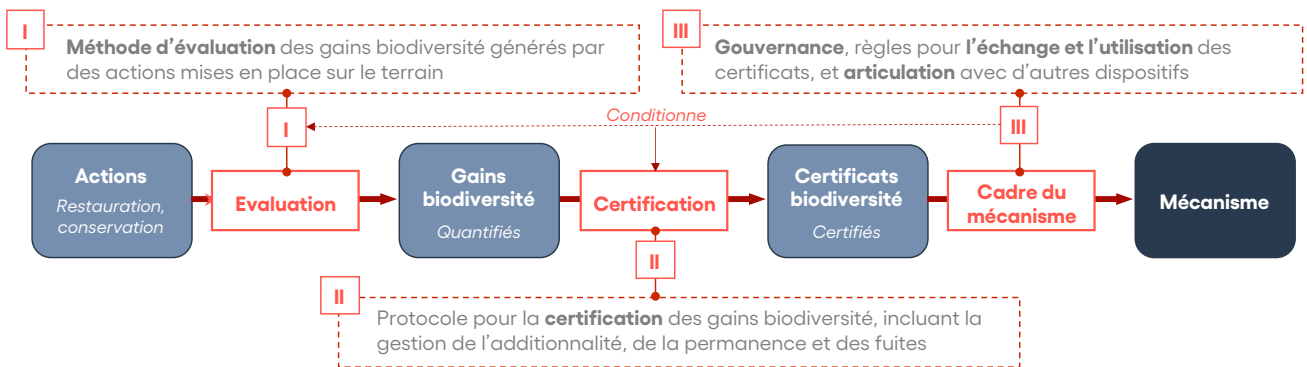 I
Méthode d'évaluation des gains biodiversité générés par
des actions mises en place sur le terrain
III
Gouvernance, règles pour l'échange et l'utilisation des
certificats, et articulation avec d'autres dispositifs
I
Conditionne
III
Actions
Restauration,
conservation
Evaluation
Gains
biodiversité
Quantifiés
Certification
Certificats
biodiversité
Certifiés
Cadre du
mécanisme
Mécanisme
II
II
Protocole pour la certification des gains biodiversité, incluant la
gestion de l'additionnalité, de la permanence et des fuites